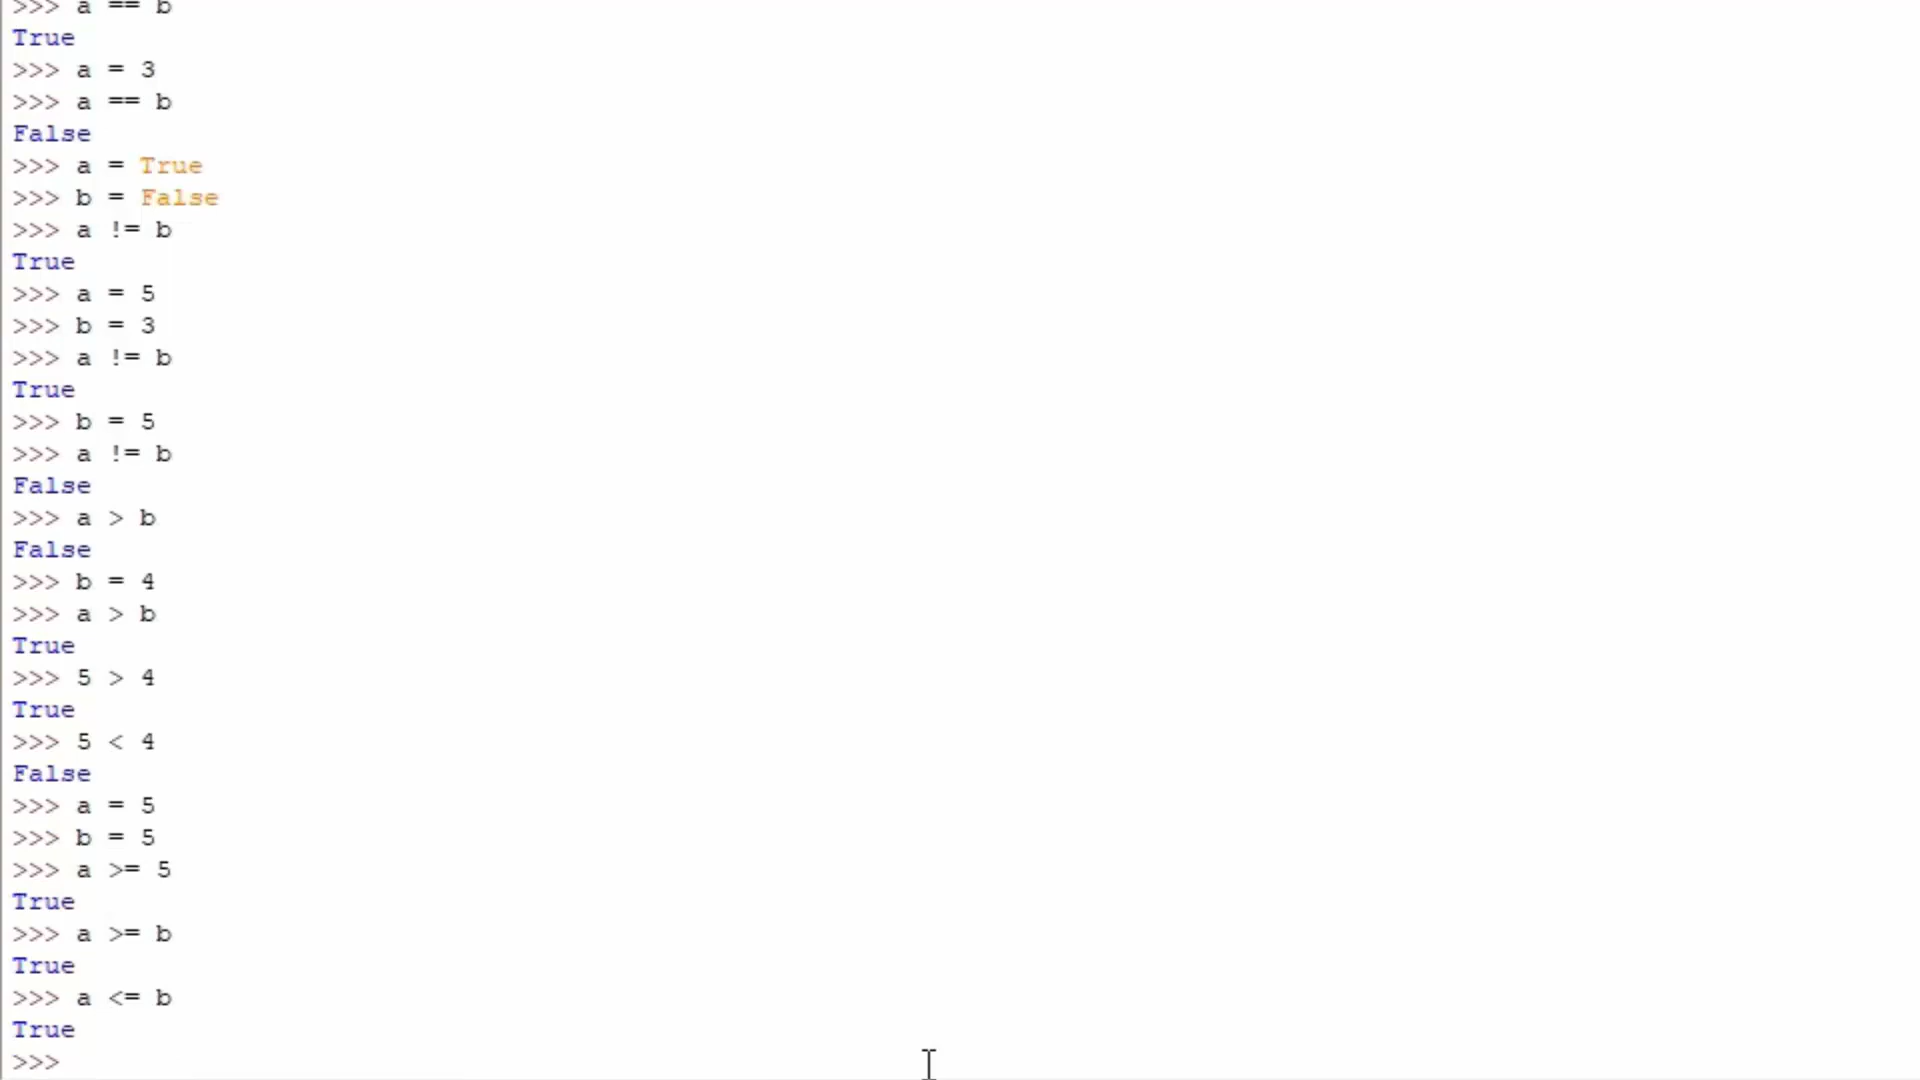 >>> a == b
True
>>> a = 3
>>> a == b
False
>>> a = True
>>> b = False
>>> a != b
True
>>> a = 5
>>> b = 3
>>> a != b
True
>>> b = 5
>>> a != b
False
>>> a > b
False
>>> b = 4
>>> a > b
True
>>> 5 > 4
True
>>> 5 < 4
False
>>> a = 5
>>> b = 5
>>> a >= 5
True
>>> a >= b
True
>>> a <= b
True
>>>